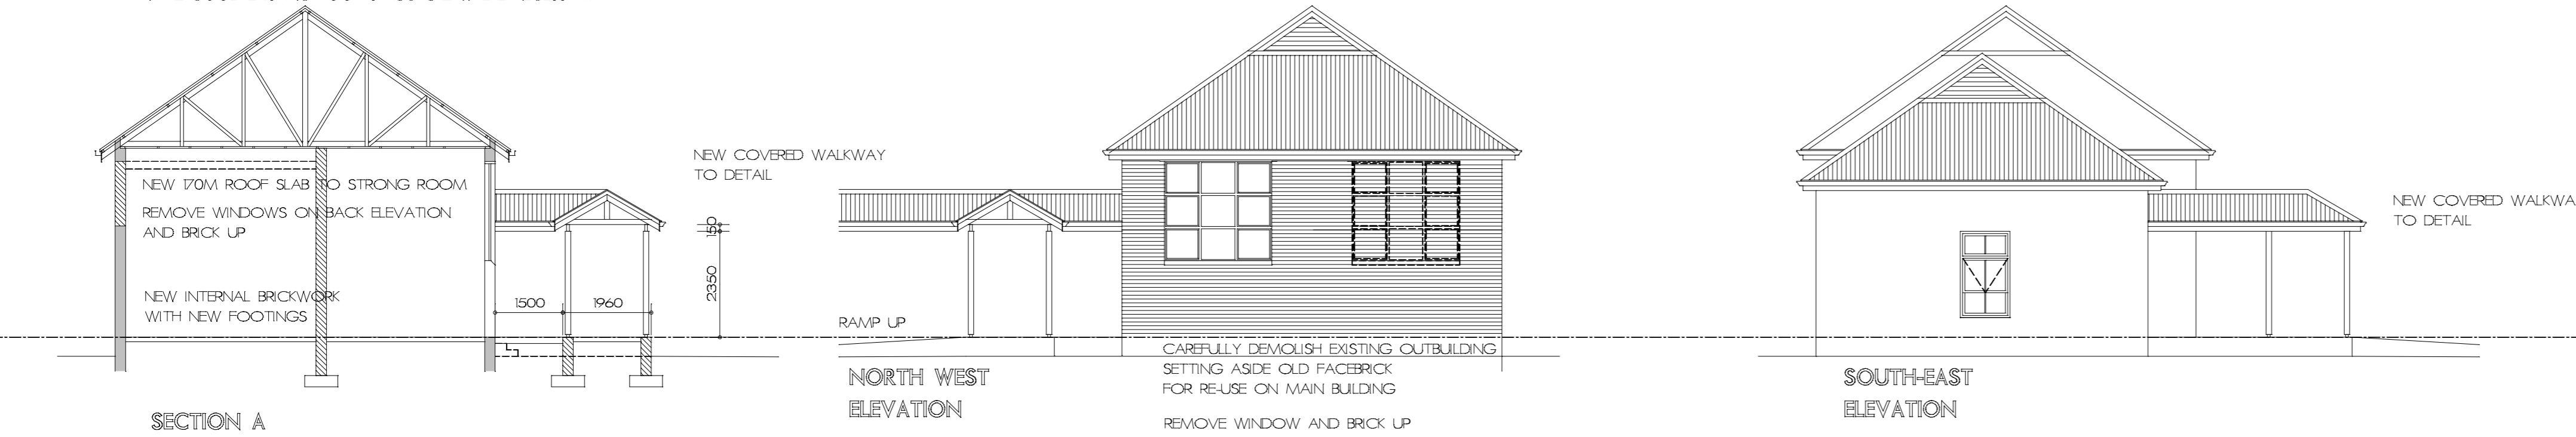 NEW COVERED WALKWAY
TO DETAIL
NEW 170M ROOF SLAB TO STRONG ROOM
REMOVE WINDOWS ON BACK ELEVATION
AND BRICK UP
NEW INTERNAL BRICKWORK
WITH NEW FOOTINGS
1500
1960
150
2350
SECTION A
RAMP UP
NORTH WEST
ELEVATION
CAREFULLY DEMOLISH EXISTING OUTBUILDING
SETTING ASIDE OLD FACEBRICK
FOR RE-USE ON MAIN BUILDING
REMOVE WINDOW AND BRICK UP
NEW COVERED WALKWA
TO DETAIL
SOUTH-EAST
ELEVATION